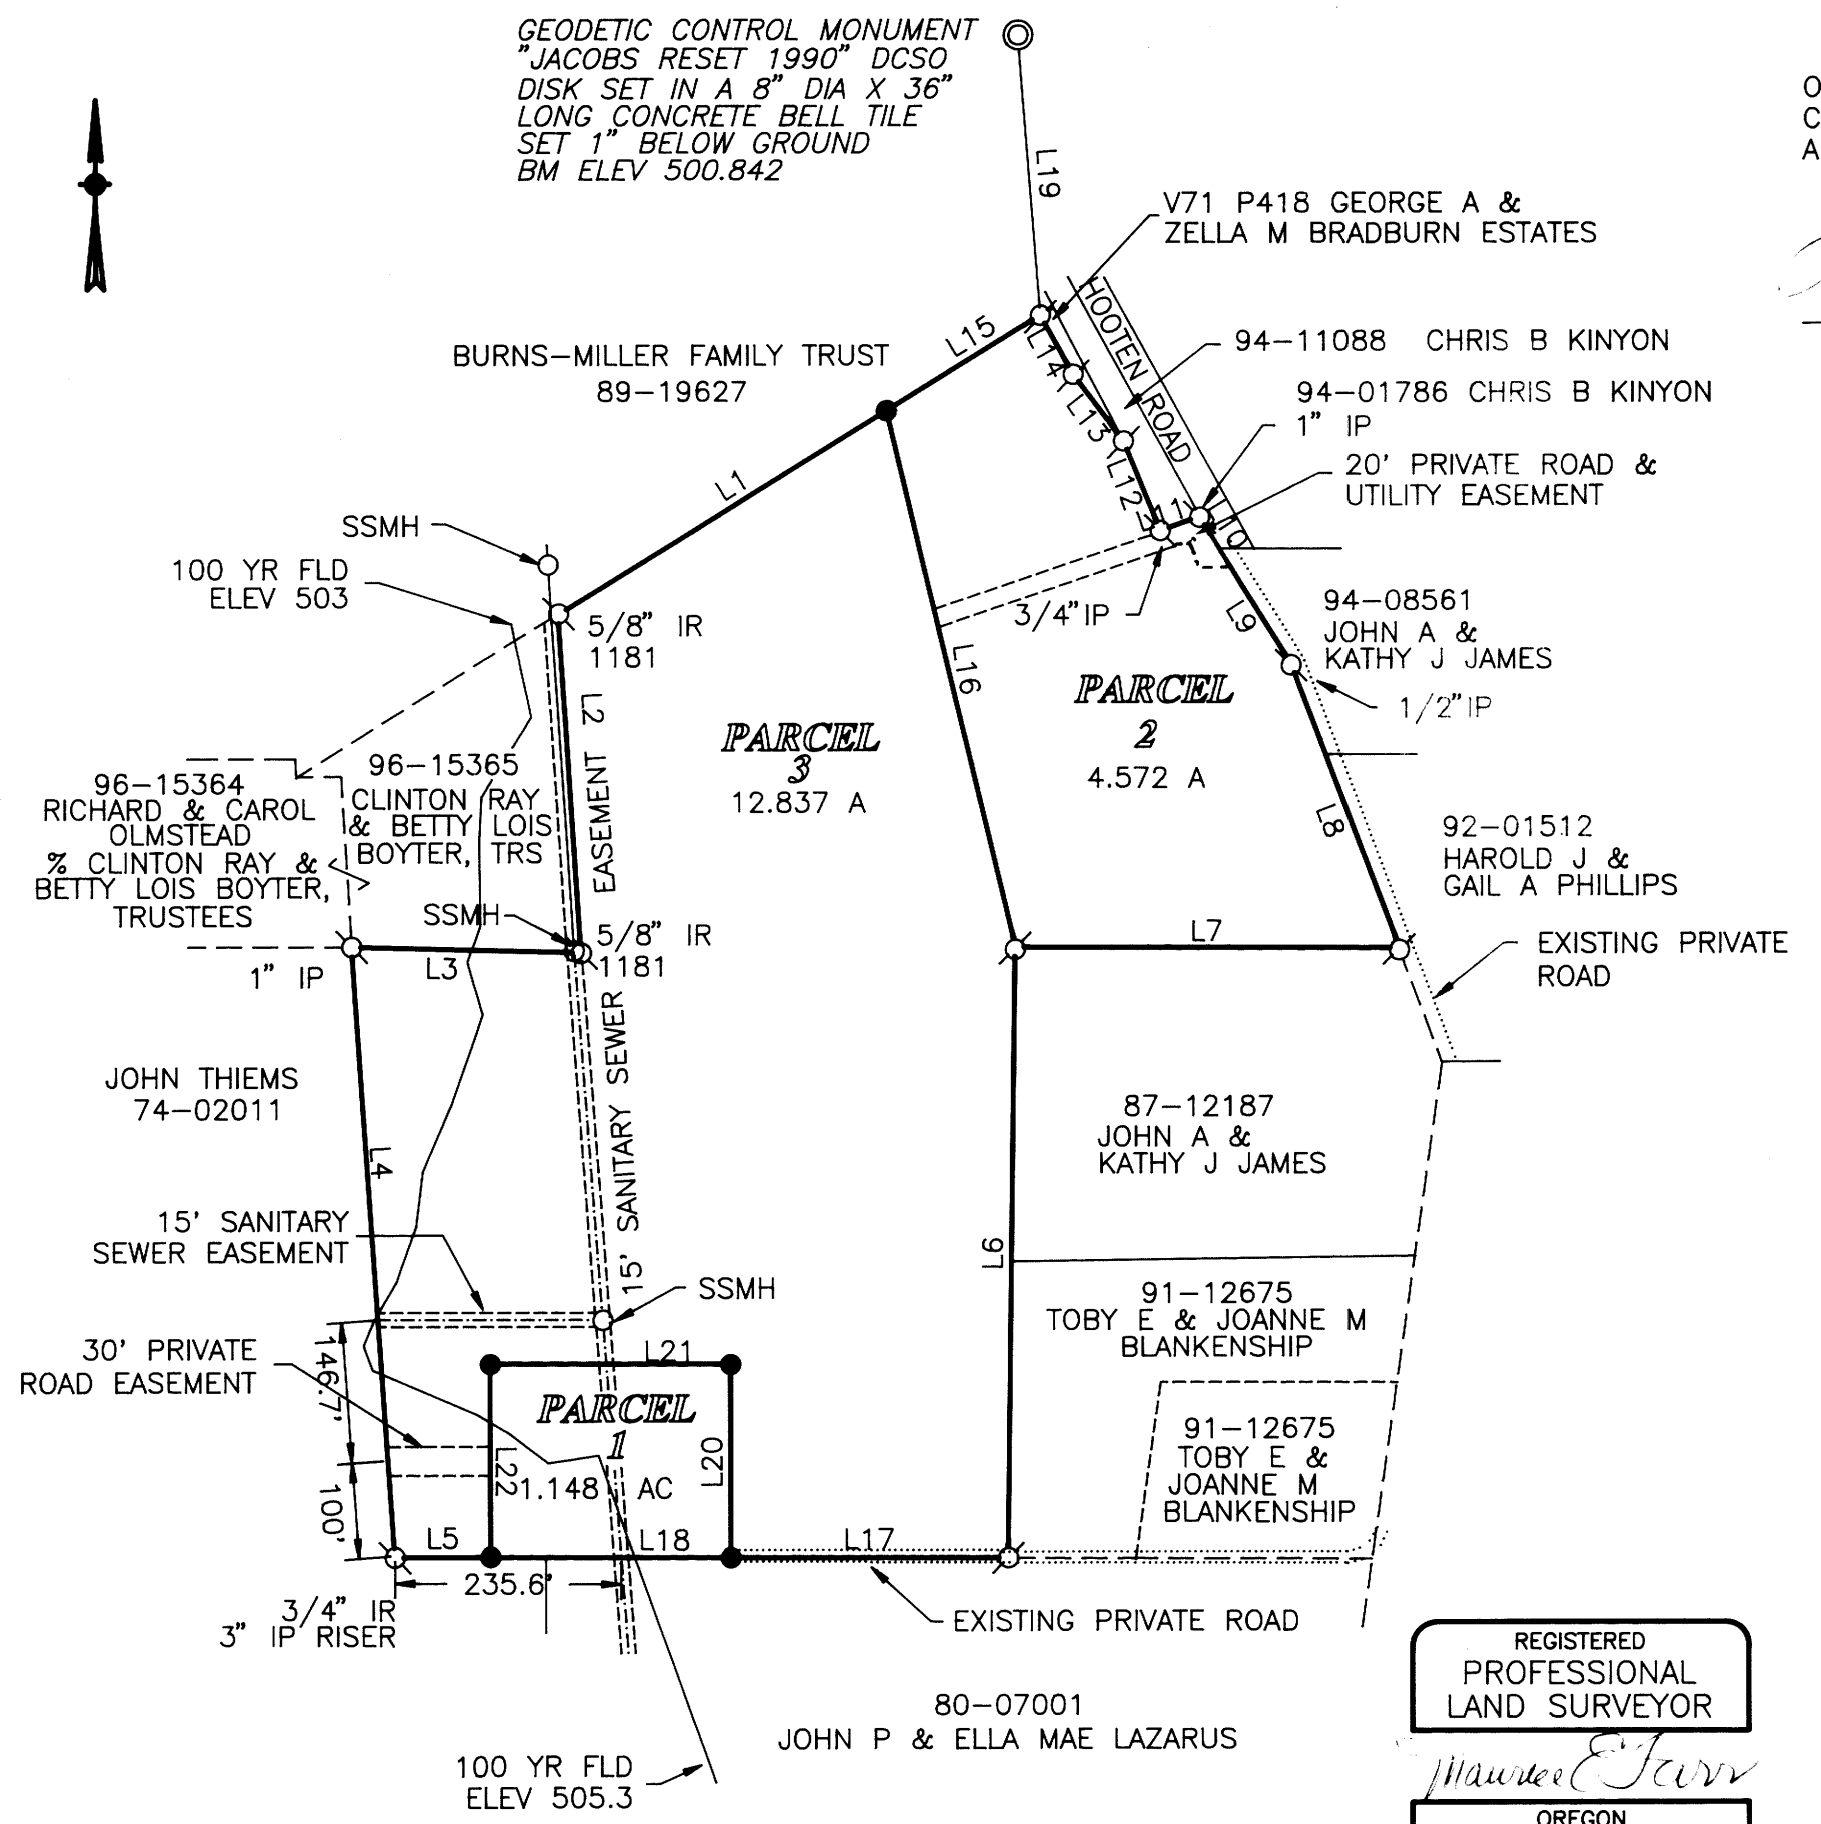 GEODETIC CONTROL MONUMENT
"JACOBS RESET 1990" DCSO
DISK SET IN A 8" DIA X 36"
LONG CONCRETE BELL TILE
SET 1" BELOW GROUND
BM ELEV 500.842
O
C
A
L19
V71 P418 GEORGE A &
ZELLA M BRADBURN ESTATES
HOOTEN ROAD
L15
L14
94-11088 CHRIS B KINYON
BURNS-MILLER FAMILY TRUST
89-19627
94-01786 CHRIS B KINYON
1" IP
L13
20' PRIVATE ROAD &
UTILITY EASEMENT
L12
L1
SSMH
100 YR FLD
ELEV 503
3/4" IP
L9
94-08561
JOHN A &
KATHY J JAMES
5/8" IR
1181
L16
1/2" IP
L2
PARCEL
2
4.572 A
PARCEL
3
12.837 A
96-15364
RICHARD & CAROL
OLMSTEAD
% CLINTON RAY &
BETTY LOIS BOYTER,
TRUSTEES
96-15365
CLINTON RAY
& BETTY LOIS
BOYTER, TRS
L8
92-01512
HAROLD J &
GAIL A PHILLIPS
SSMH
5/8" IR
1181
L7
EXISTING PRIVATE
ROAD
1" IP
L3
15' SANITARY SEWER EASEMENT
JOHN THIEMS
74-02011
87-12187
JOHN A &
KATHY J JAMES
L4
15' SANITARY
SEWER EASEMENT
L6
SSMH
91-12675
TOBY E & JOANNE M
BLANKENSHIP
30' PRIVATE
ROAD EASEMENT
146.7'
L21
PARCEL
1
1.148 AC
L22
L20
91-12675
TOBY E &
JOANNE M
BLANKENSHIP
100'
L5
L18
L17
235.6'
3/4" IR
3" IP RISER
EXISTING PRIVATE ROAD
REGISTERED
PROFESSIONAL
LAND SURVEYOR
80-07001
JOHN P & ELLA MAE LAZARUS
Maurice E Farr
100 YR FLD
ELEV 505.3
OREGON